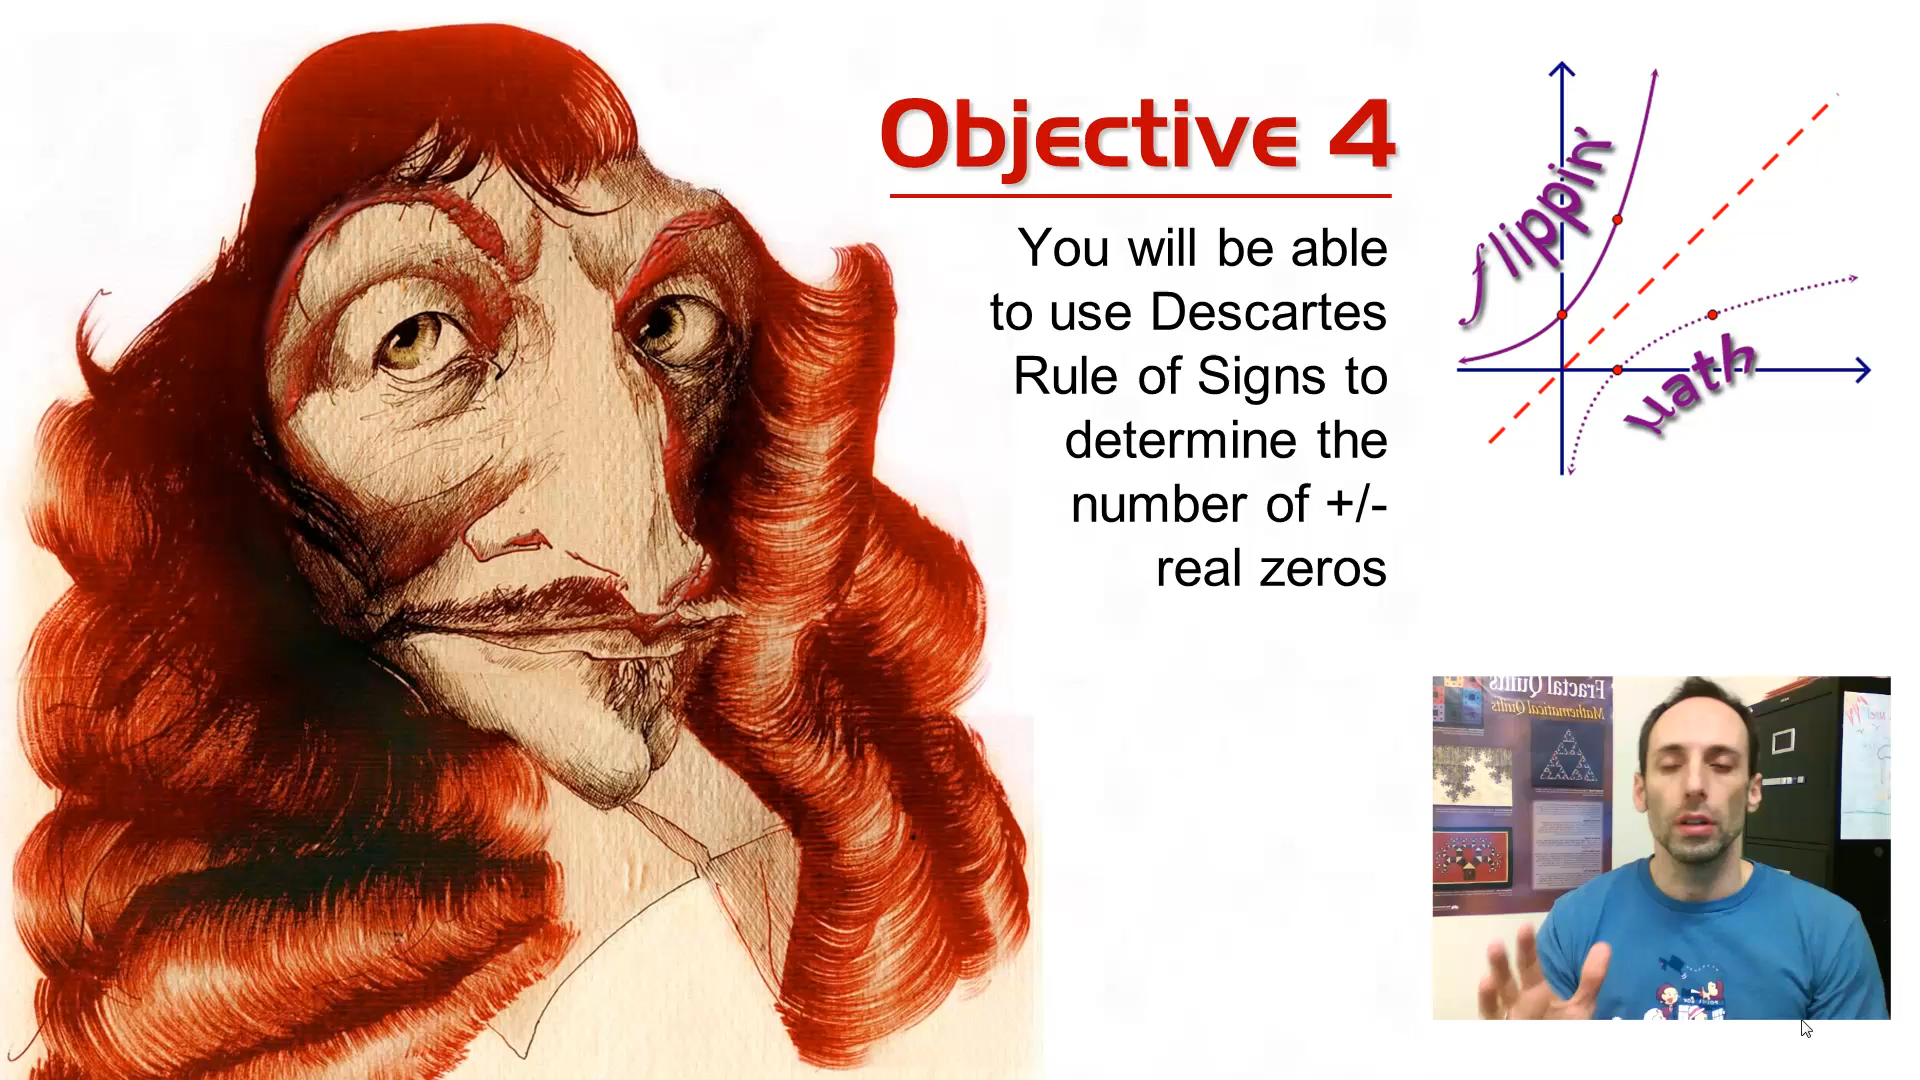 Objective 4
You will be able
to use Descartes
Rule of Signs to
determine the
number of +/-
real zeros
flippin'
math
Fractal Quilts
Mathematical Quilts